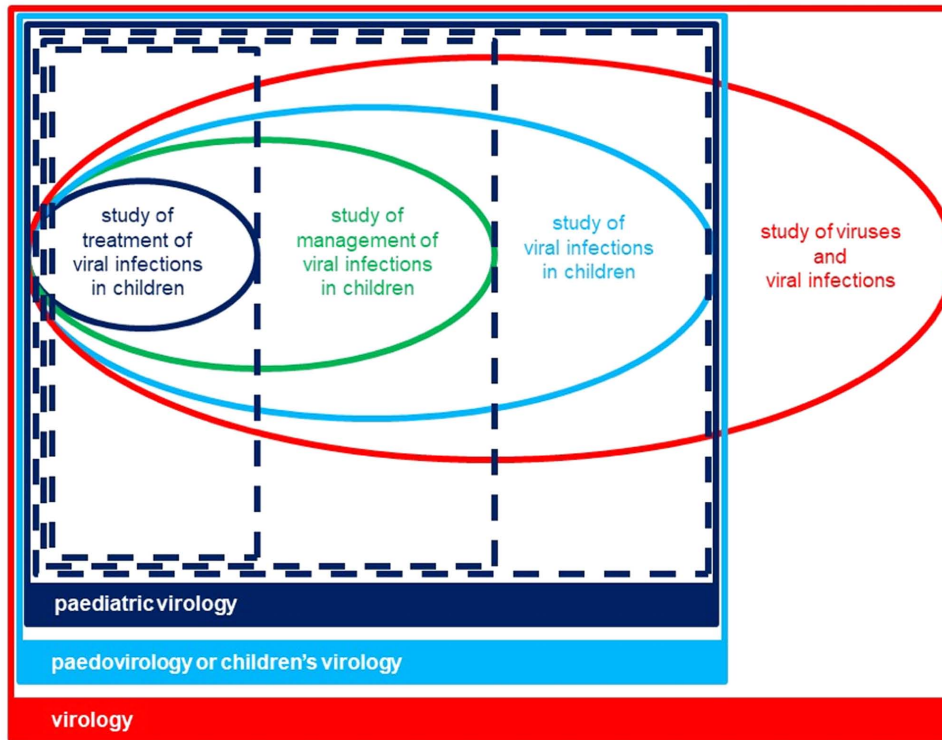 study of
treatment of
viral infections
in children
study of
management of
viral infections
in children
study of
viral infections
in children
study of viruses
and
viral infections
paediatric virology
paedovirology or children's virology
virology